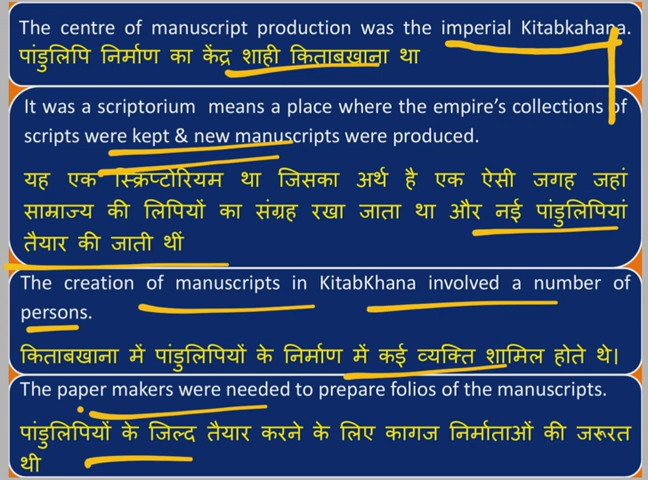 The centre of manuscript production was the imperial Kitabkahana.
पांडुलिपि निर्माण का केंद्र शाही किताबखाना था
It was a scriptorium means a place where the empire's collections of
scripts were kept & new manuscripts were produced.
यह एक स्क्रिप्टोरियम था जिसका अर्थ है एक ऐसी जगह जहां
साम्राज्य की लिपियों का संग्रह रखा जाता था और नई पांडुलिपियां
तैयार की जाती थीं
The creation of manuscripts in KitabKhana involved a number of
persons.
किताबखाना में पांडुलिपियों के निर्माण में कई व्यक्ति शामिल होते थे।
The paper makers were needed to prepare folios of the manuscripts.
पांडुलिपियों के जिल्द तैयार करने के लिए कागज निर्माताओं की जरूरत
थी